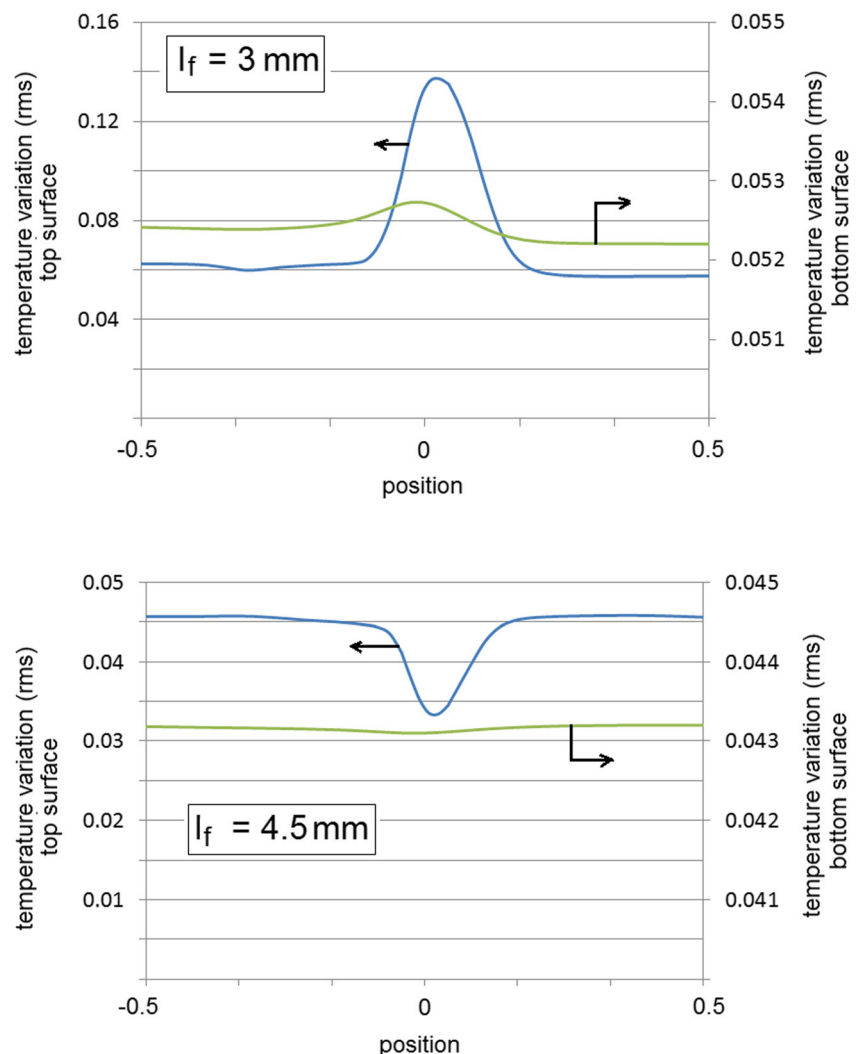 0.16
0.055
l_f = 3 mm
0.12
0.054
0.053
0.08
0.052
0.04
0.051
temperature variation (rms)
top surface
temperature variation (rms)
bottom surface
-0.5
0
0.5
position
0.05
0.045
0.04
0.044
0.03
0.043
0.02
0.042
l_f = 4.5 mm
0.01
0.041
temperature variation (rms)
top surface
temperature variation (rms)
bottom surface
-0.5
0
0.5
position